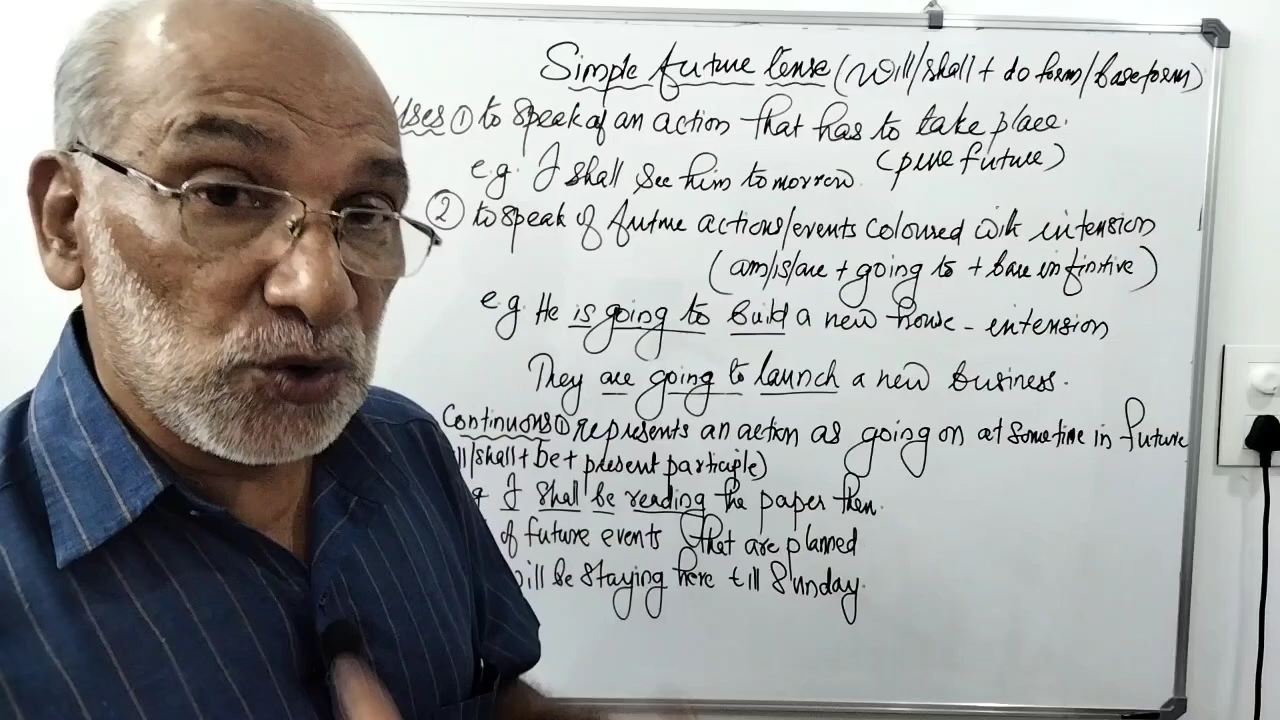 Simple future tense (will/shall + do form/base form)
Uses ① to speak of an action that has to take place.
(pure future)
e.g. I shall see him tomorrow.
② to speak of future actions/events coloured with intension
(am/is/are + going to + bare infinitive)
e.g. He is going to build a new house - intension
They are going to launch a new business.
Continuous ① represents an action as going on at sometime in future
ll/shall + be + present participle)
g I shall be reading the paper then.
of future events that are planned
will be staying here till Sunday.